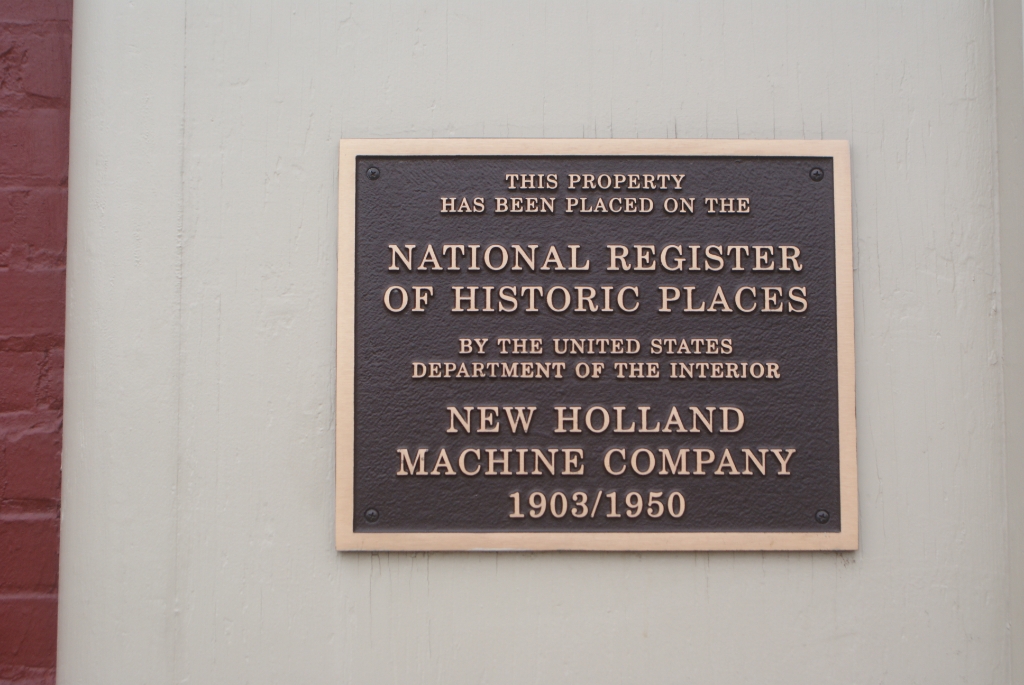 THIS PROPERTY
HAS BEEN PLACED ON THE
NATIONAL REGISTER
OF HISTORIC PLACES
BY THE UNITED STATES
DEPARTMENT OF THE INTERIOR
NEW HOLLAND
MACHINE COMPANY
1903/1950